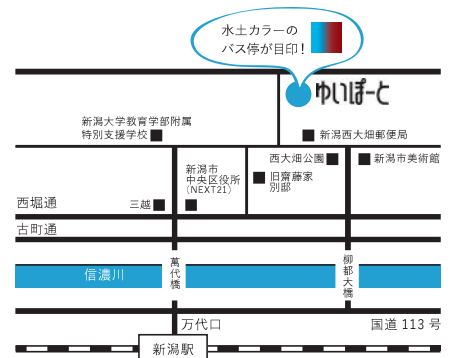 水土カラーの
バス停が目印！
ゆいぽーと
新潟大学教育学部附属
特別支援学校
新潟西大畑郵便局
新潟市
中央区役所
(NEXT21)
西大畑公園
新潟市美術館
旧齋藤家
別邸
西堀通
三越
古町通
信濃川
萬代橋
柳都大橋
万代口
国道 113 号
新潟駅